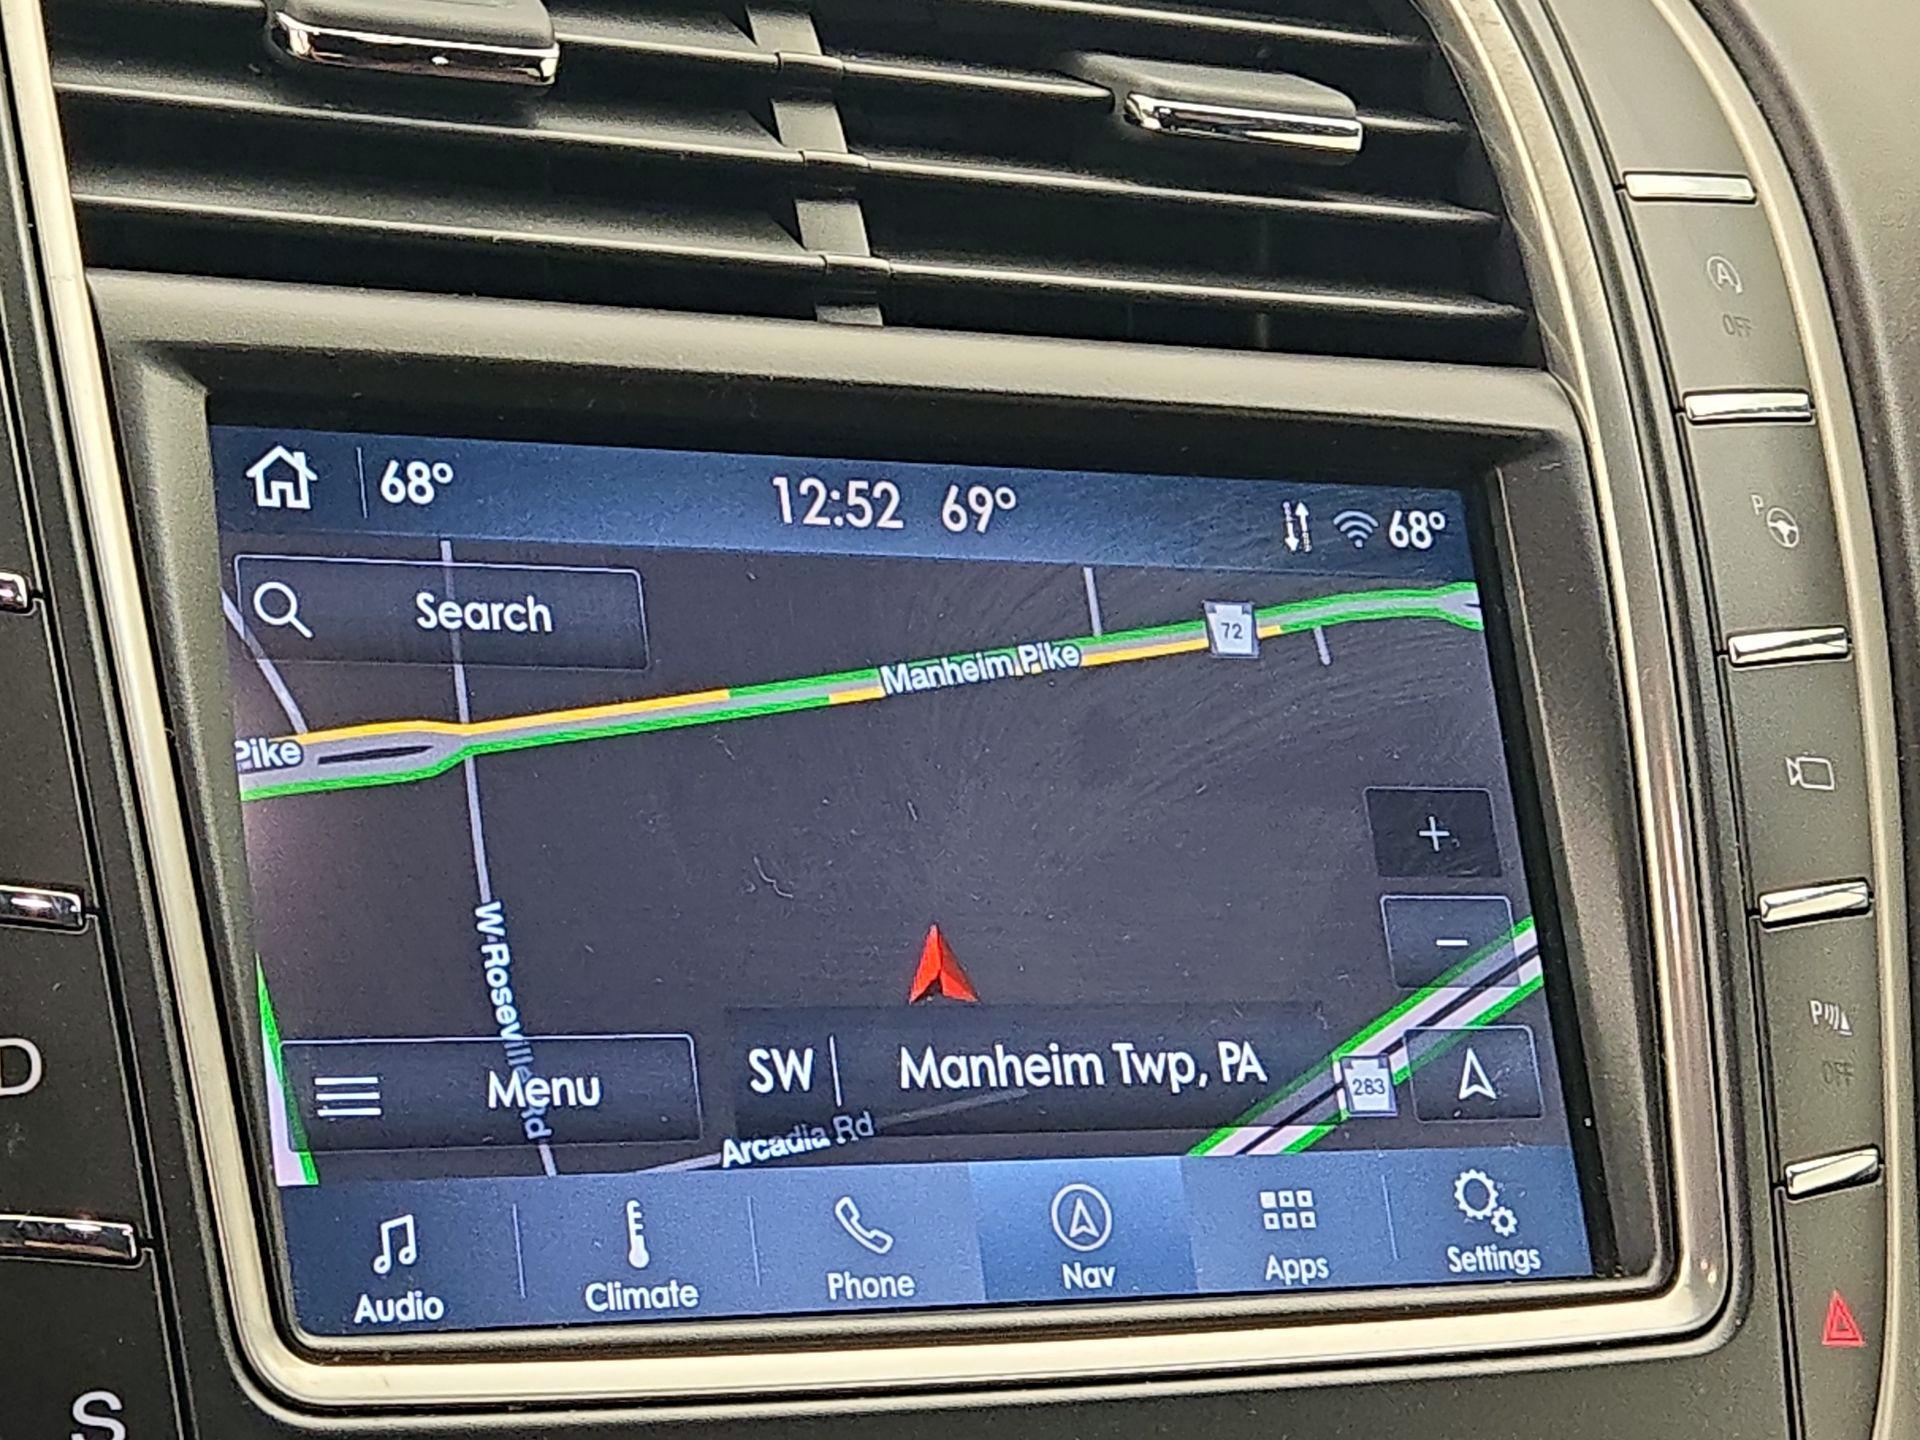 68°
12:52 69°
68°
Search
72
Manheim Pike
Pike
W Roseville Rd
SW
Manheim Twp, PA
283
Menu
Arcadia Rd
Audio
Climate
Phone
Nav
Apps
Settings
A
OFF
P
P
OFF
D
S